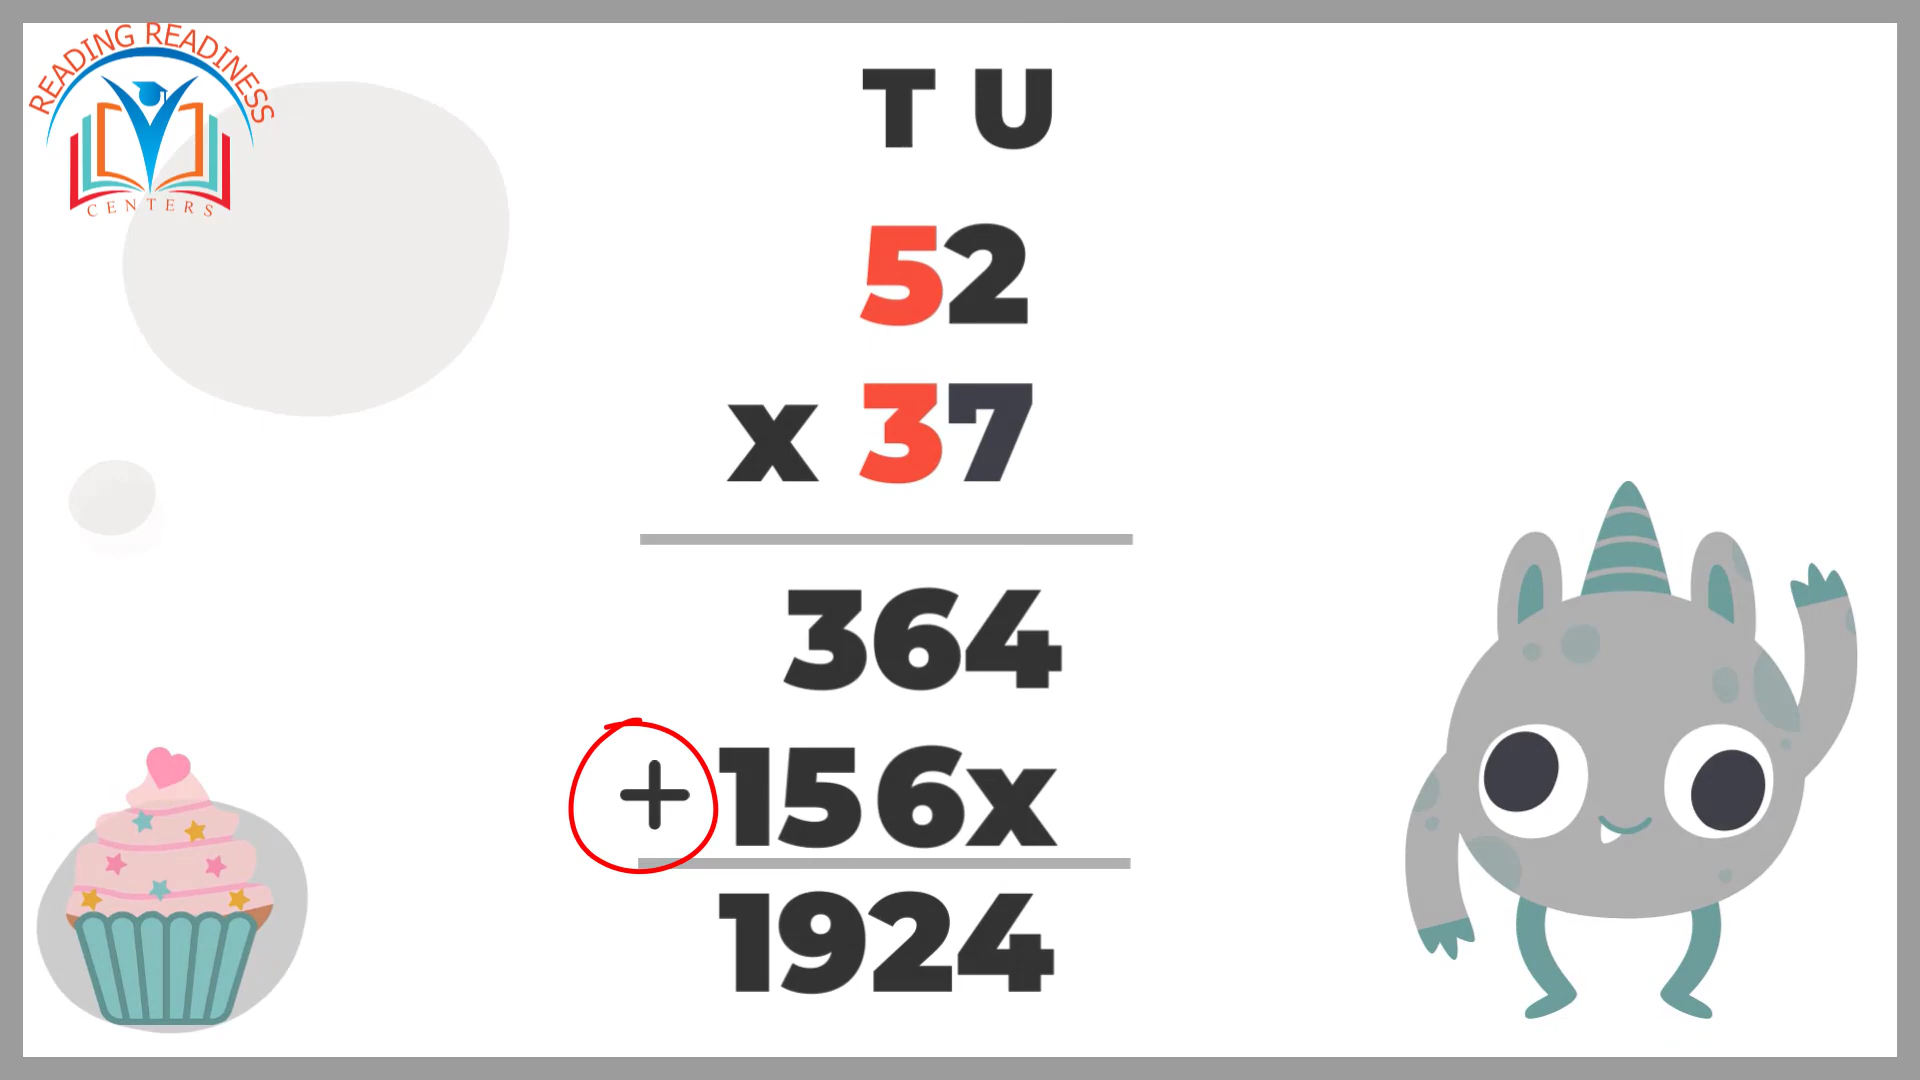 READING READINESS
CENTERS
T U
52
x 37
364
+ 156x
1924